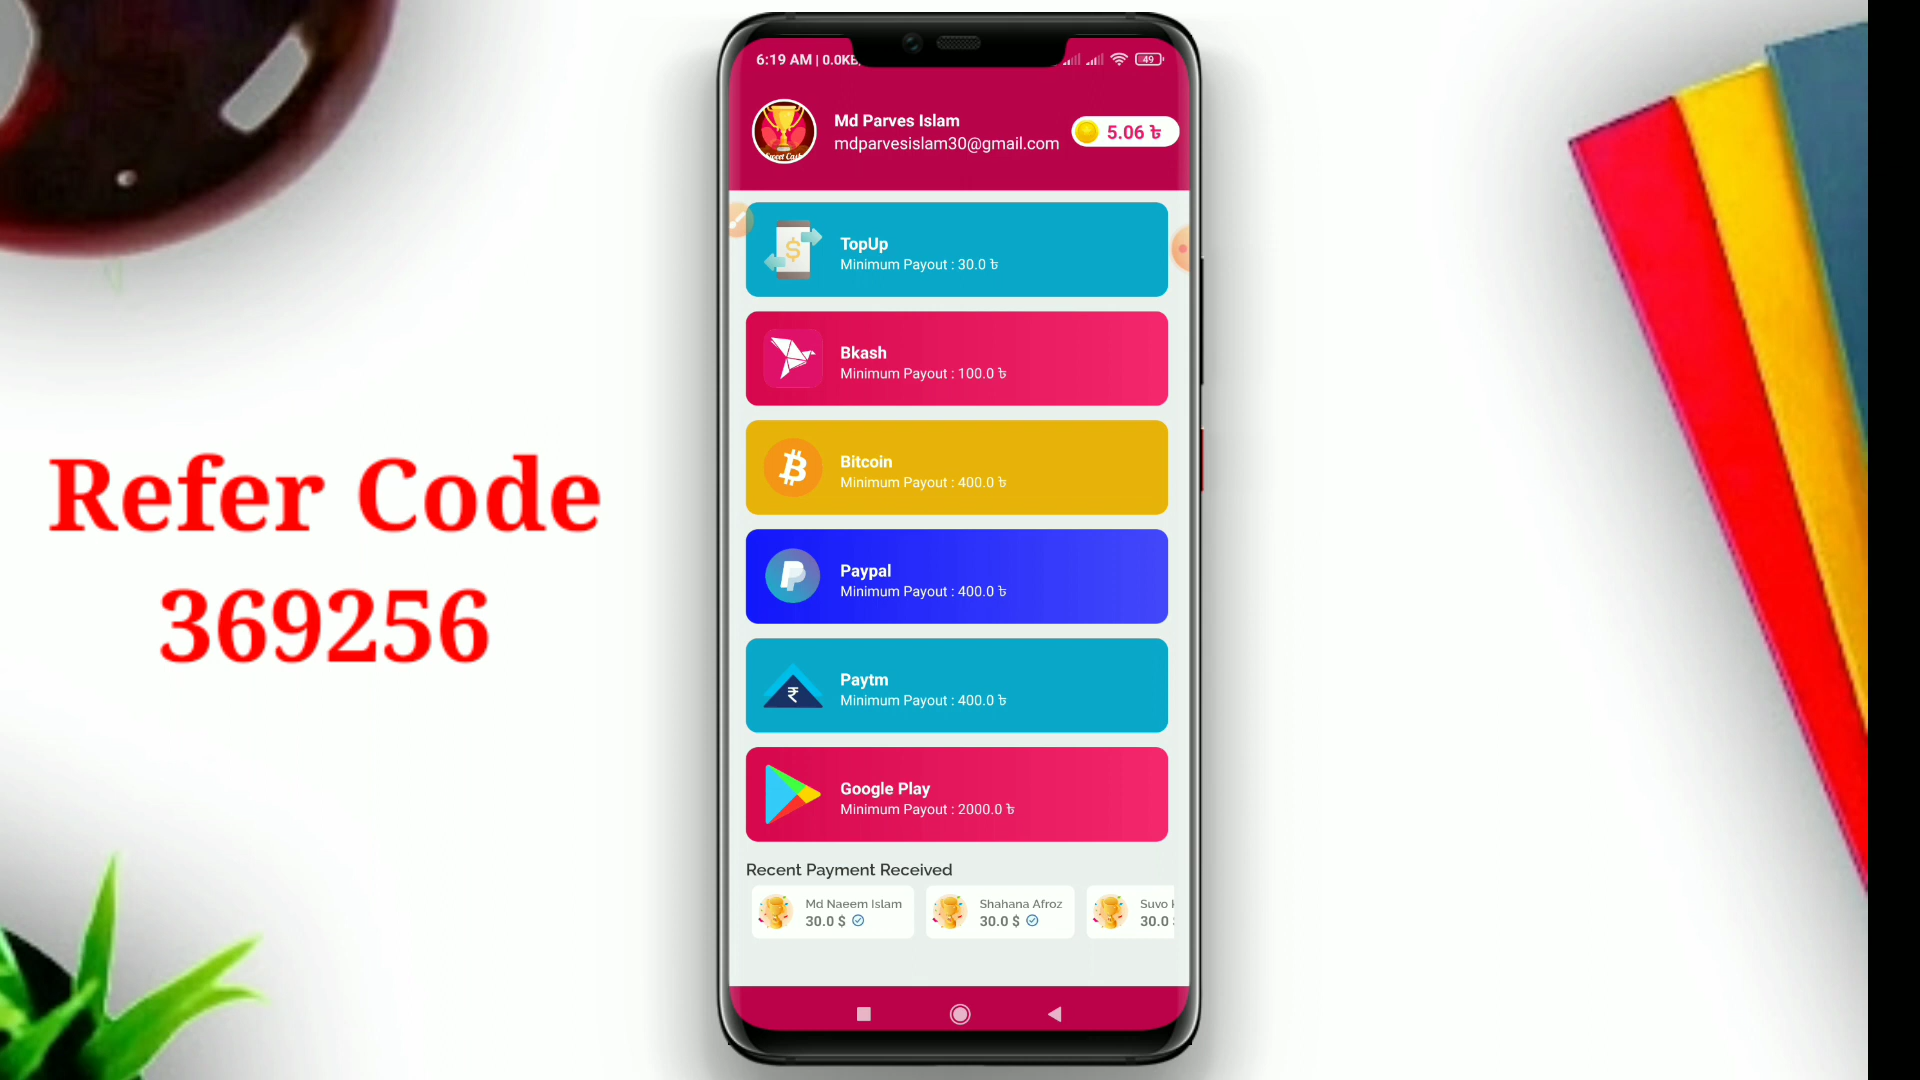 6:19 AM | 0.0KB
49
Md Parves Islam
mdparvesislam30@gmail.com
5.06 ৳
Sweet Cash
TopUp
Minimum Payout : 30.0 ৳
Bkash
Minimum Payout : 100.0 ৳
Bitcoin
Minimum Payout : 400.0 ৳
Paypal
Minimum Payout : 400.0 ৳
Paytm
Minimum Payout : 400.0 ৳
Google Play
Minimum Payout : 2000.0 ৳
Recent Payment Received
Md Naeem Islam
30.0 $
Shahana Afroz
30.0 $
Suvo
30.0
Refer Code
369256